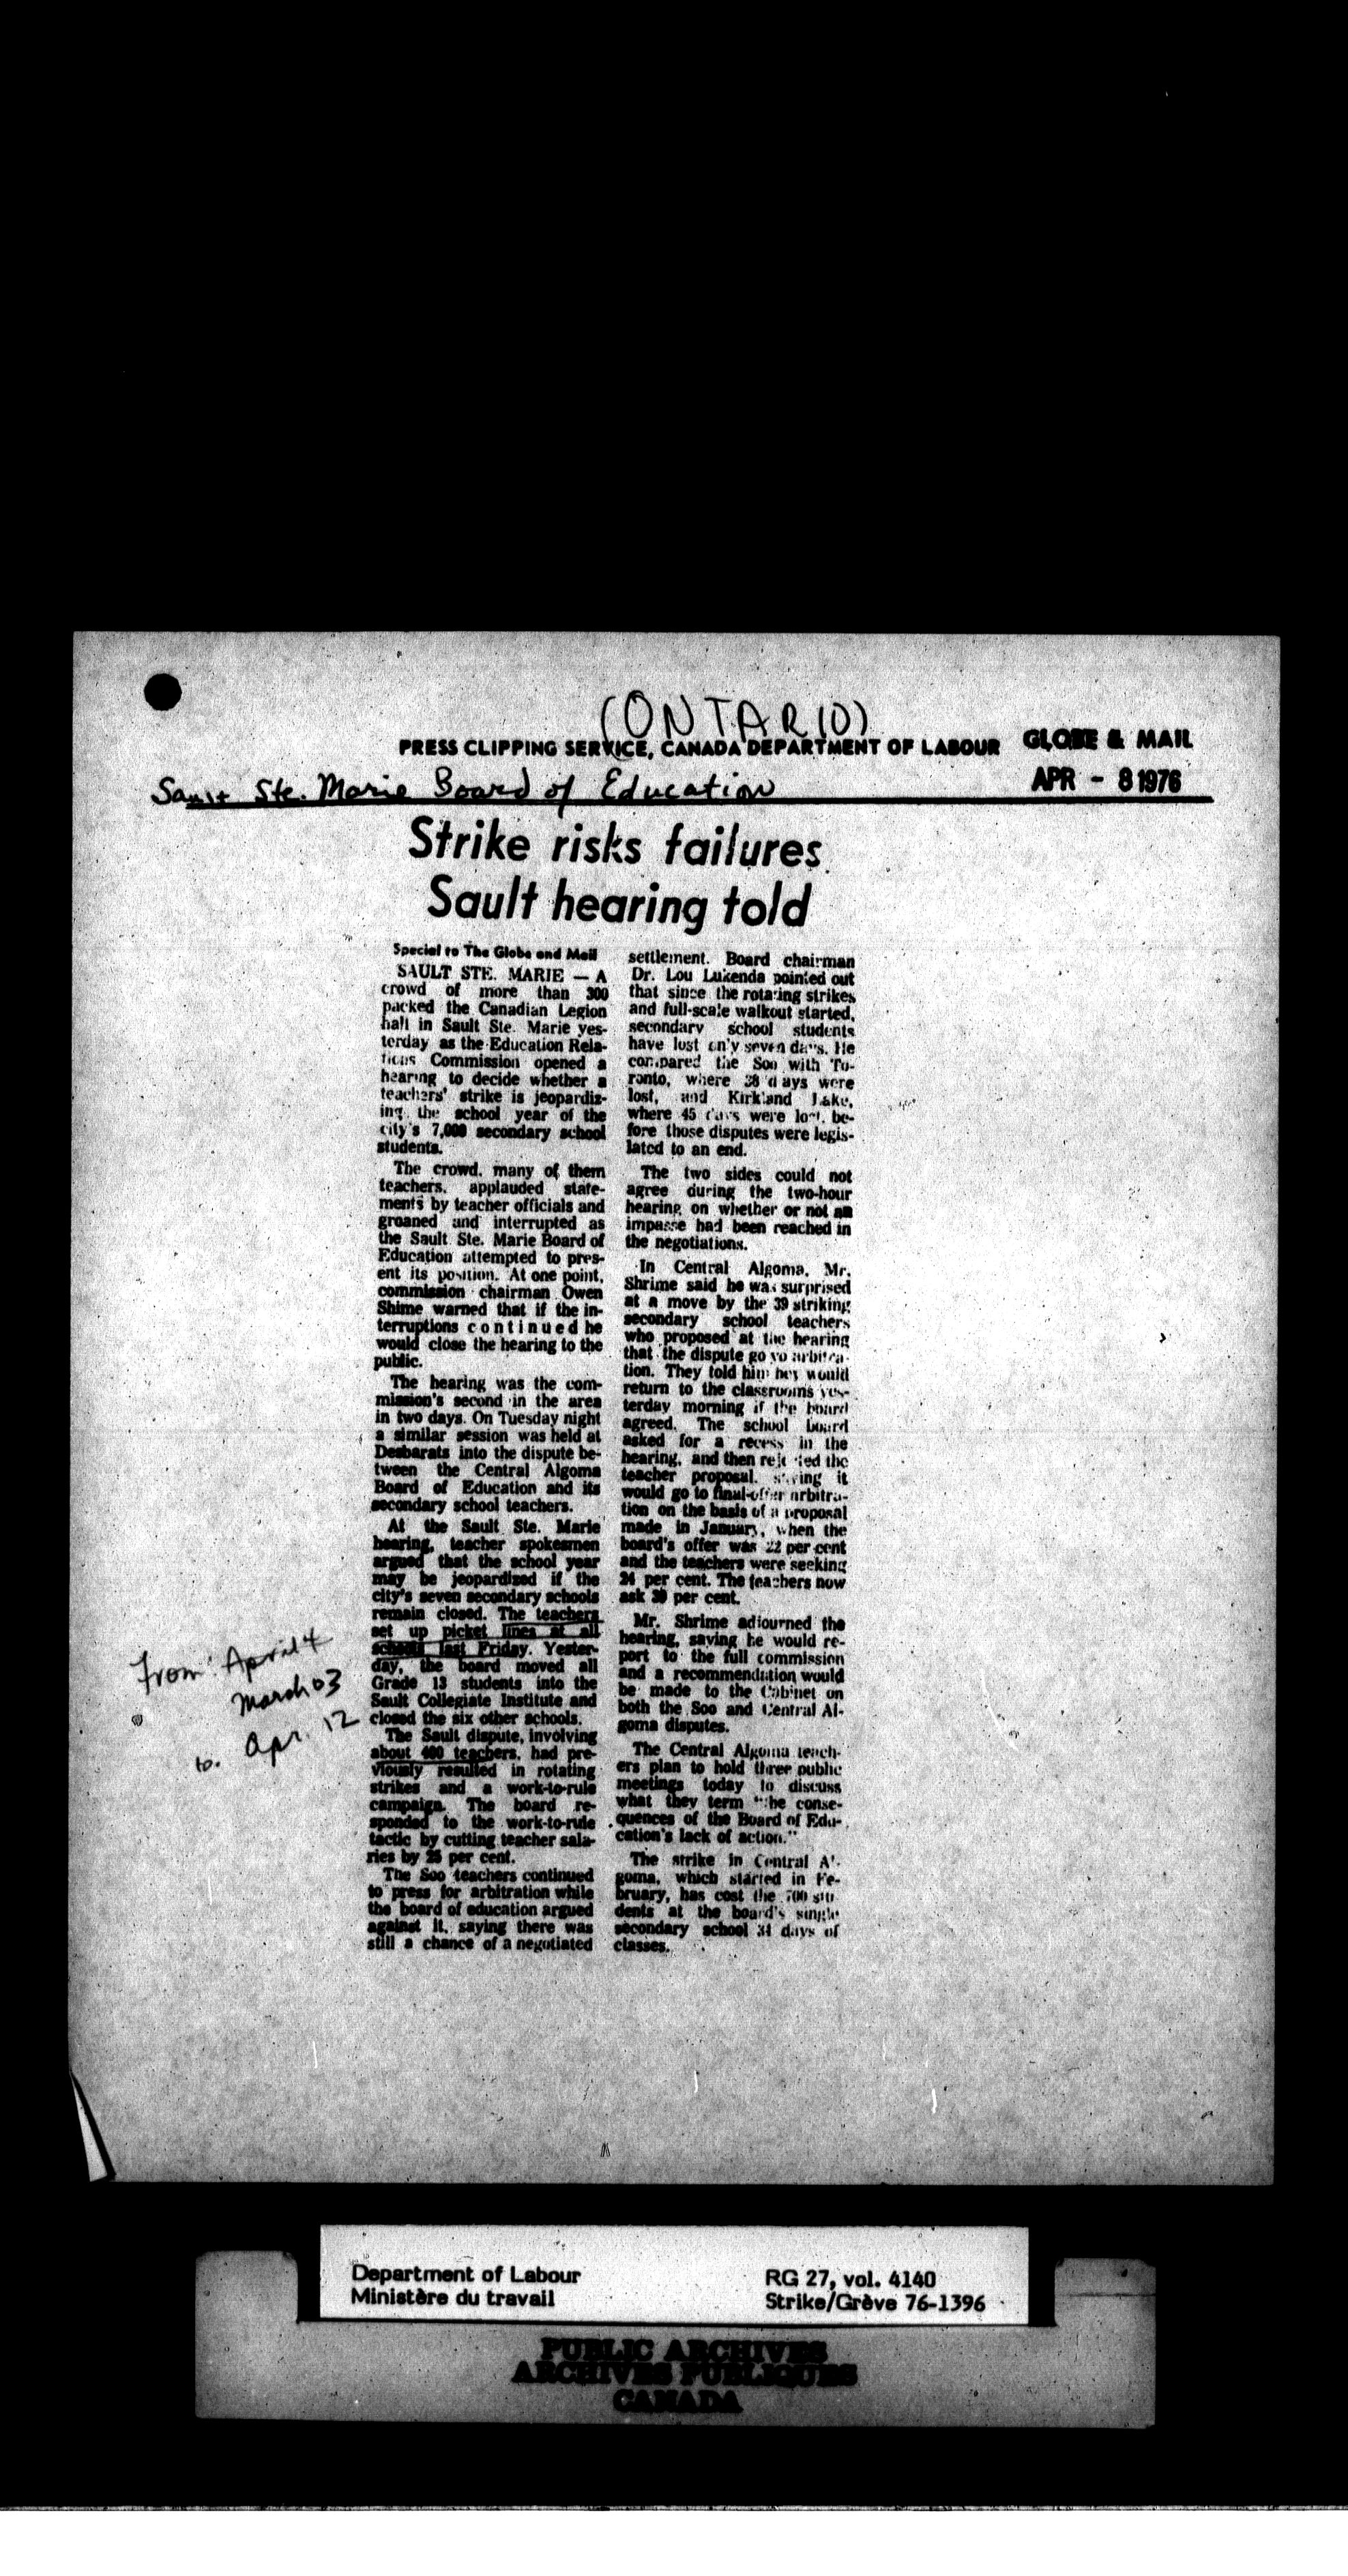 (ONTARIO)
PRESS CLIPPING SERVICE, CANADA DEPARTMENT OF LABOUR
GLOBE & MAIL
APR - 8 1976
Sault Ste. Marie Board of Education
Strike risks failures
Sault hearing told
Special to The Globe and Mail
SAULT STE. MARIE — A
crowd of more than 300
packed the Canadian Legion
hall in Sault Ste. Marie yes-
terday as the Education Rela-
tions Commission opened a
hearing to decide whether a
teachers' strike is jeopardiz-
ing the school year of the
city's 7,000 secondary school
students.
The crowd, many of them
teachers, applauded state-
ments by teacher officials and
groaned and interrupted as
the Sault Ste. Marie Board of
Education attempted to pres-
ent its position. At one point,
commission chairman Owen
Shime warned that if the in-
terruptions continued he
would close the hearing to the
public.
The hearing was the com-
mission's second in the area
in two days. On Tuesday night
a similar session was held at
Desbarats into the dispute be-
tween the Central Algoma
Board of Education and its
secondary school teachers.
At the Sault Ste. Marie
hearing, teacher spokesmen
argued that the school year
may be jeopardized if the
city's seven secondary schools
remain closed. The teachers
set up picket lines at all
schools last Friday. Yester-
day, the board moved all
Grade 13 students into the
Sault Collegiate Institute and
closed the six other schools.
The Sault dispute, involving
about 400 teachers, had pre-
viously resulted in rotating
strikes and a work-to-rule
campaign. The board re-
sponded to the work-to-rule
tactic by cutting teacher sala-
ries by 25 per cent.
The Soo teachers continued
to press for arbitration while
the board of education argued
against it, saying there was
still a chance of a negotiated
settlement. Board chairman
Dr. Lou Lukenda pointed out
that since the rotating strikes
and full-scale walkout started,
secondary school students
have lost only seven days. He
compared the Soo with To-
ronto, where 38 days were
lost, and Kirkland Lake,
where 45 days were lost, be-
fore those disputes were legis-
lated to an end.
The two sides could not
agree during the two-hour
hearing on whether or not an
impasse had been reached in
the negotiations.
In Central Algoma, Mr.
Shrime said he was surprised
at a move by the 39 striking
secondary school teachers
who proposed at the hearing
that the dispute go to arbitra-
tion. They told him they would
return to the classrooms yes-
terday morning if the board
agreed. The school board
asked for a recess in the
hearing, and then rejected the
teacher proposal, saying it
would go to final-offer arbitra-
tion on the basis of a proposal
made in January, when the
board's offer was 22 per cent
and the teachers were seeking
24 per cent. The teachers now
ask per cent.
Mr. Shrime adjourned the
hearing, saying he would re-
port to the full commission
and a recommendation would
be made to the Cabinet on
both the Soo and Central Al-
goma disputes.
The Central Algoma teach-
ers plan to hold three public
meetings today to discuss
what they term "the conse-
quences of the Board of Edu-
cation's lack of action."
The strike in Central Al-
goma, which started in Fe-
bruary, has cost the 700 stu-
dents at the board's single
secondary school 34 days of
classes.
From April 4
March 03
to. Apr. 12
Department of Labour
Ministère du travail
RG 27, vol. 4140
Strike/Grève 76-1396
PUBLIC ARCHIVES
ARCHIVES PUBLIQUES
CANADA